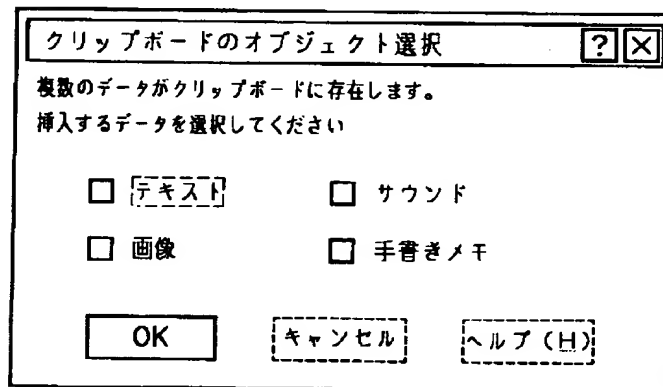 クリップボードのオブジェクト選択 ? ×
複数のデータがクリップボードに存在します。
挿入するデータを選択してください
テキスト サウンド
画像 手書きメモ
OK キャンセル ヘルプ(H)